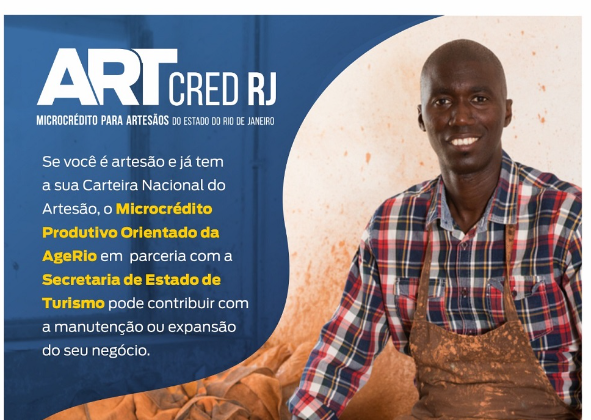 ARTCRED RJ
MICROCRÉDITO PARA ARTESÃOS DO ESTADO DO RIO DE JANEIRO
Se você é artesão e já tem
a sua Carteira Nacional do
Artesão, o Microcrédito
Produtivo Orientado da
AgeRio em parceria com a
Secretaria de Estado de
Turismo pode contribuir com
a manutenção ou expansão
do seu negócio.